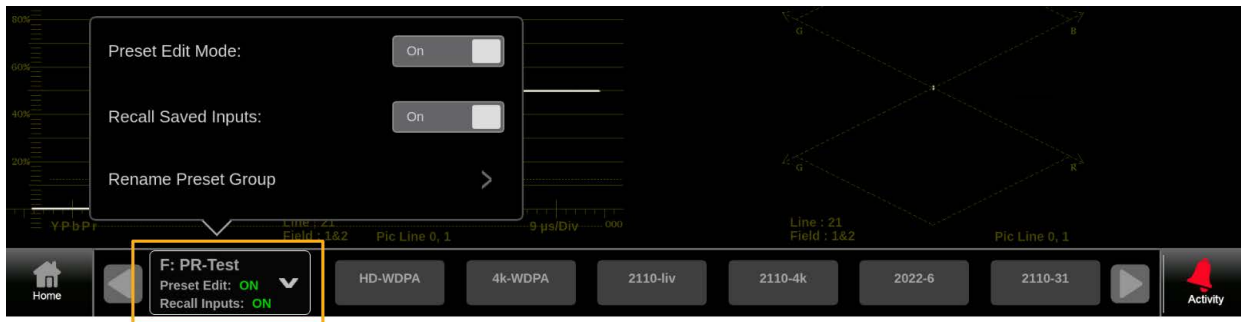 80%
60%
40%
20%
Preset Edit Mode:
On
Recall Saved Inputs:
On
Rename Preset Group
G
B
G
R
YPbPr
Line : 21
Field : 1&2
Pic Line 0, 1
9 µs/Div
000
Line : 21
Field : 1&2
Pic Line 0, 1
Home
F: PR-Test
Preset Edit: ON
Recall Inputs: ON
HD-WDPA
4k-WDPA
2110-liv
2110-4k
2022-6
2110-31
Activity